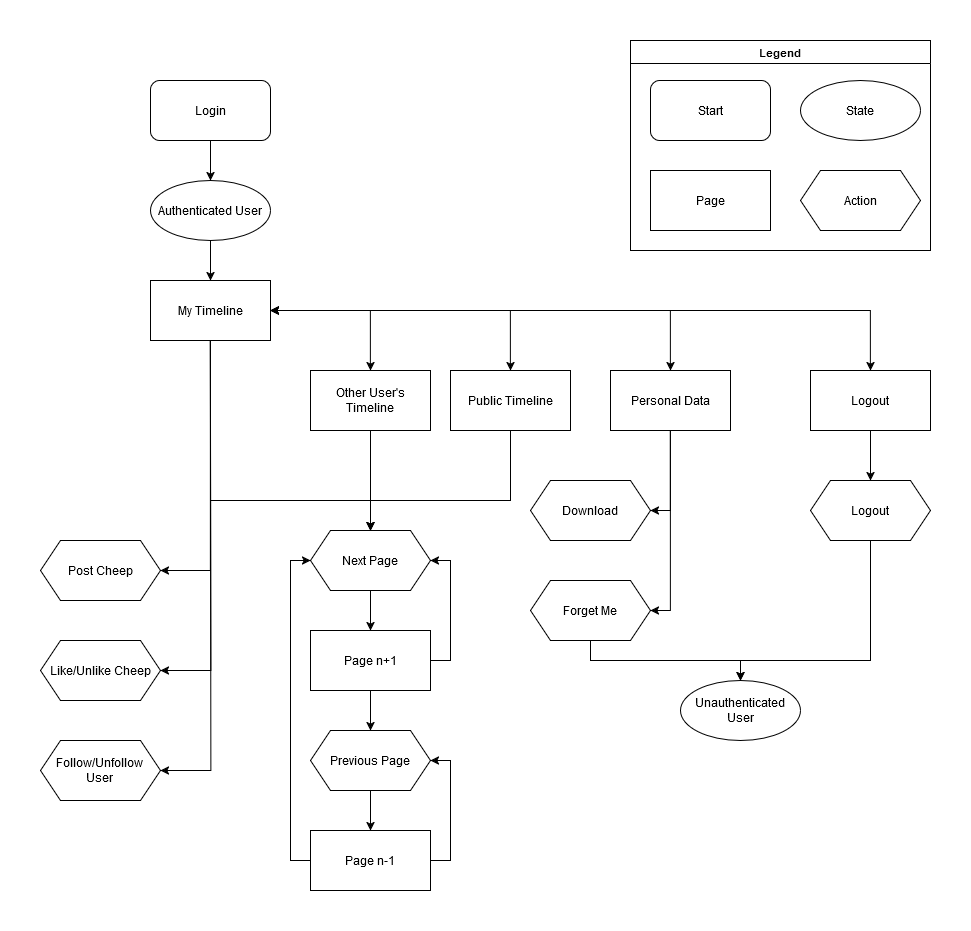 Legend
Start
State
Page
Action
Login
Authenticated User
My Timeline
Other User's
Timeline
Public Timeline
Personal Data
Logout
Download
Logout
Post Cheep
Next Page
Forget Me
Like/Unlike Cheep
Page n+1
Unauthenticated
User
Follow/Unfollow
User
Previous Page
Page n-1